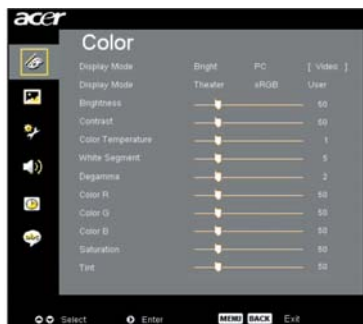 acer
Color
Display Mode Bright PC [ Video ]
Display Mode Theater sRGB User
Brightness 50
Contrast 50
Color Temperature 1
White Segment 5
Degamma 2
Color R 50
Color G 50
Color B 50
Saturation 50
Tint 50
abc
Select Enter MENU BACK Exit